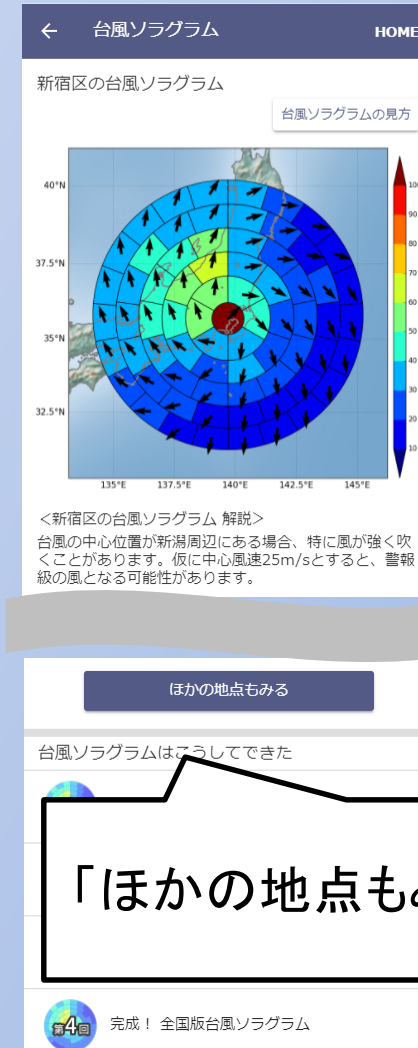 台風ソラグラム
HOME
新宿区の台風ソラグラム
台風ソラグラムの見方
40°N
37.5°N
35°N
32.5°N
135°E 137.5°E 140°E 142.5°E 145°E
100
90
80
70
60
50
40
30
20
10
<新宿区の台風ソラグラム 解説>
台風の中心位置が新潟周辺にある場合、特に風が強く吹
くことがあります。仮に中心風速25m/sとすると、警報
級の風となる可能性があります。
ほかの地点もみる
台風ソラグラムはこうしてできた
「ほかの地点も
第4回
完成！ 全国版台風ソラグラム